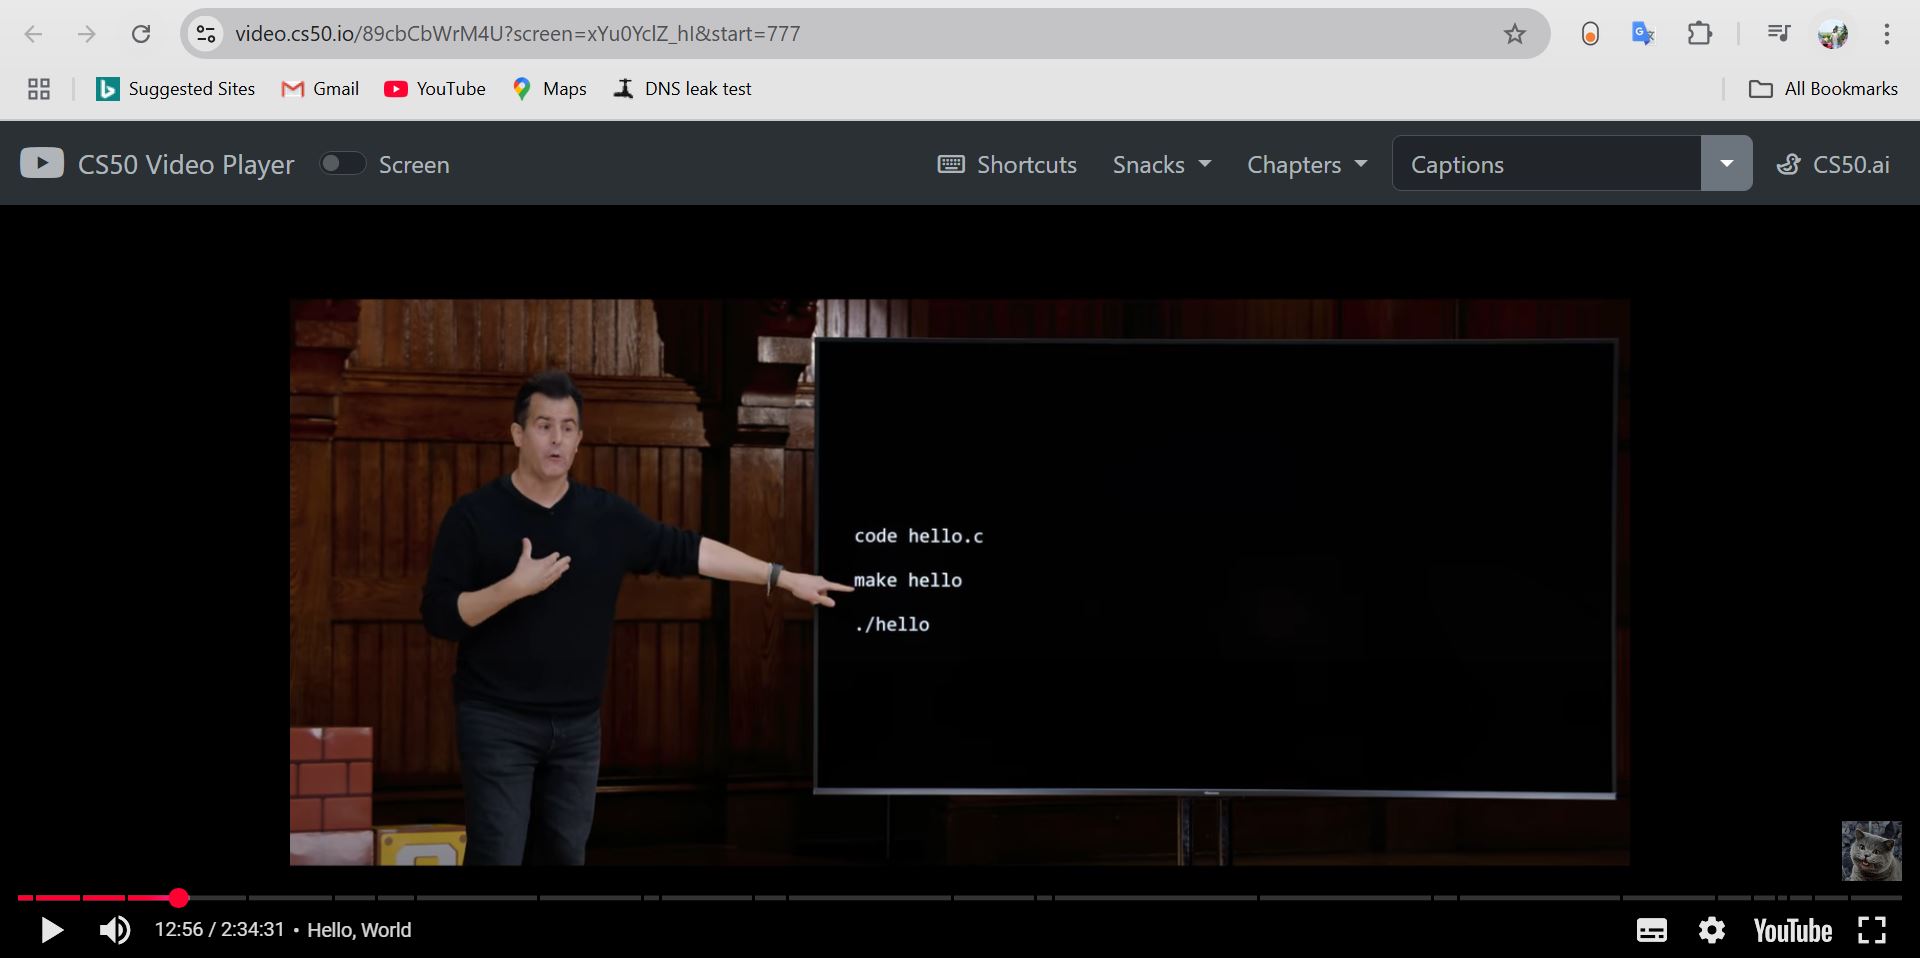 video.cs50.io/89cbCbWrM4U?screen=xYu0YclZ_hI&start=777
Suggested Sites
Gmail
YouTube
Maps
DNS leak test
All Bookmarks
CS50 Video Player
Screen
Shortcuts
Snacks
Chapters
Captions
CS50.ai
code hello.c
make hello
./hello
12:56 / 2:34:31 • Hello, World
YouTube